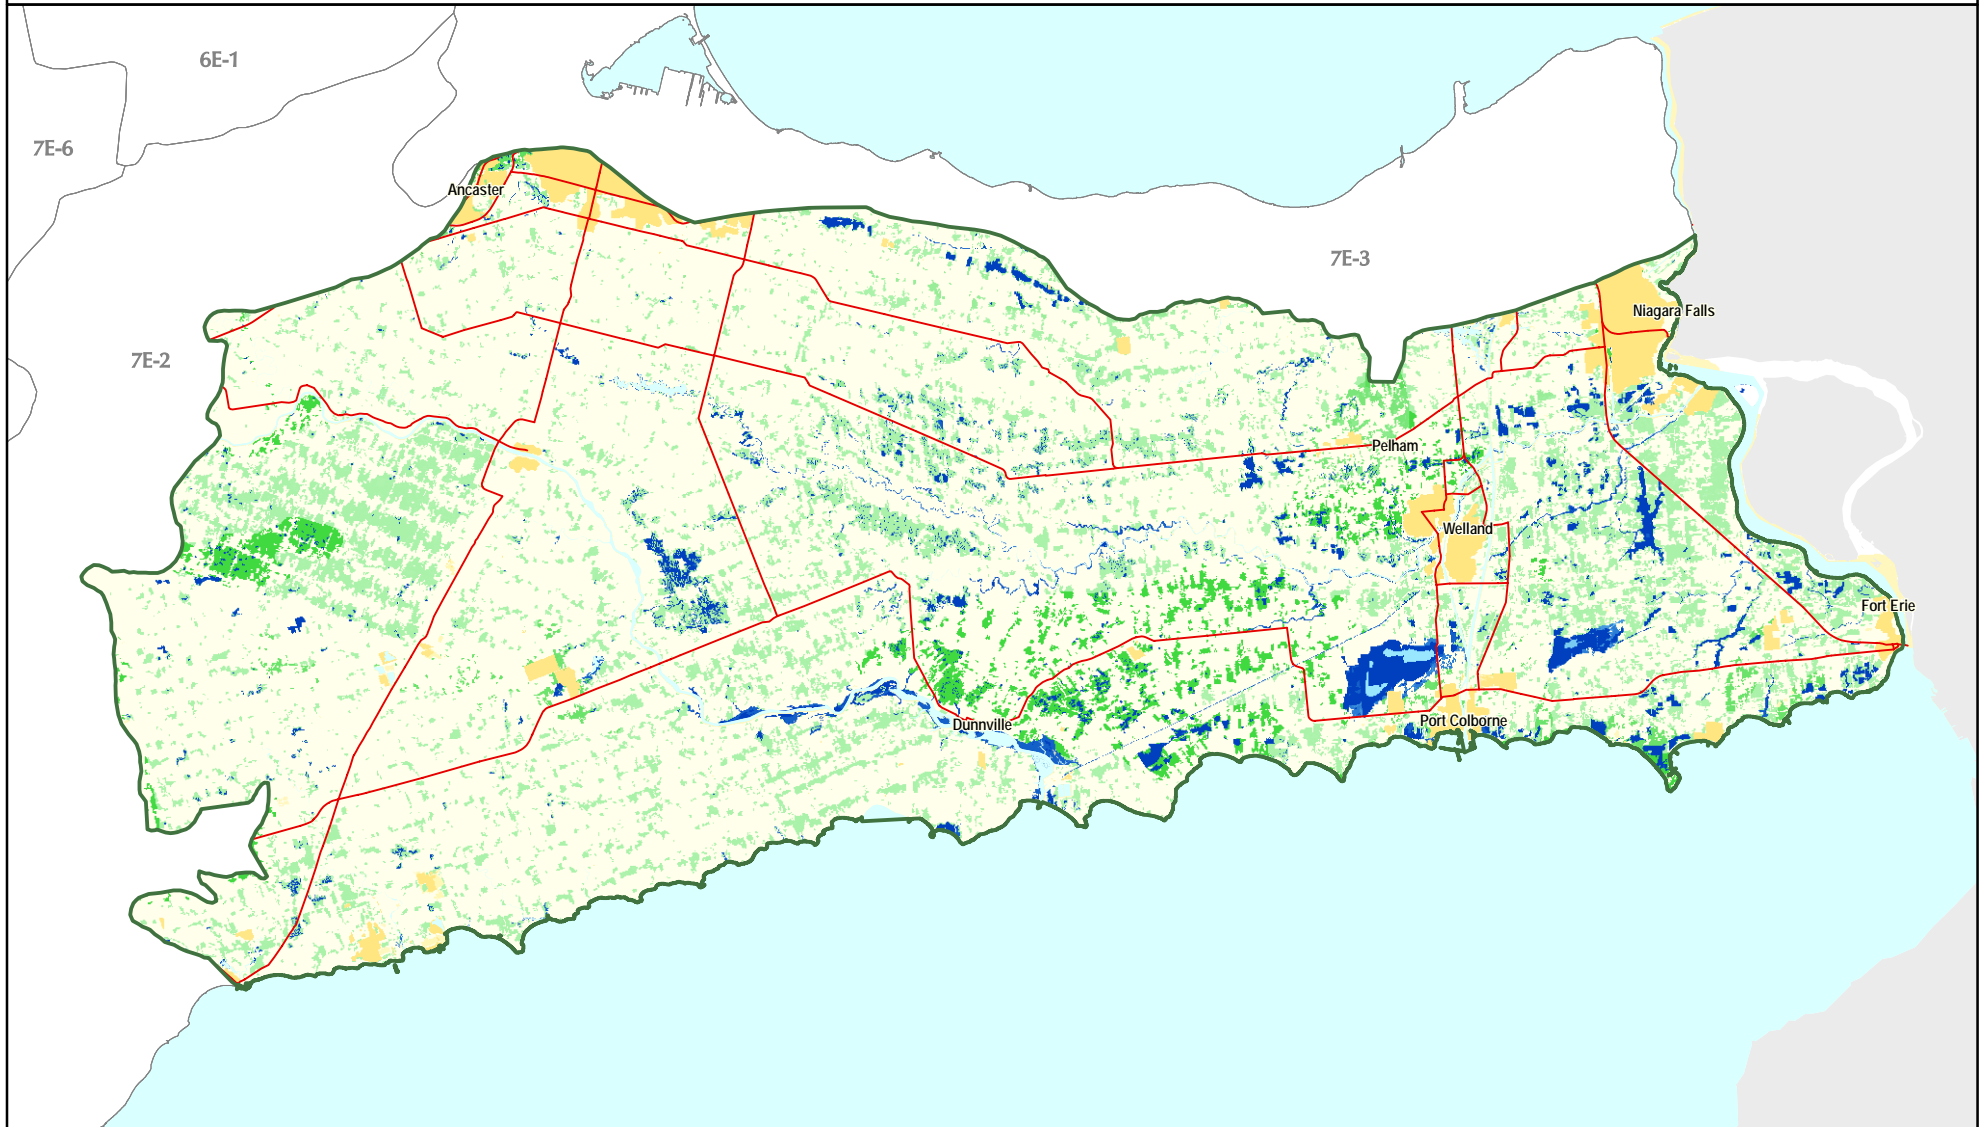 6E-1
7E-6
Ancaster
7E-3
Niagara Falls
7E-2
Pelham
Welland
Fort Erie
Dunnville
Port Colborne